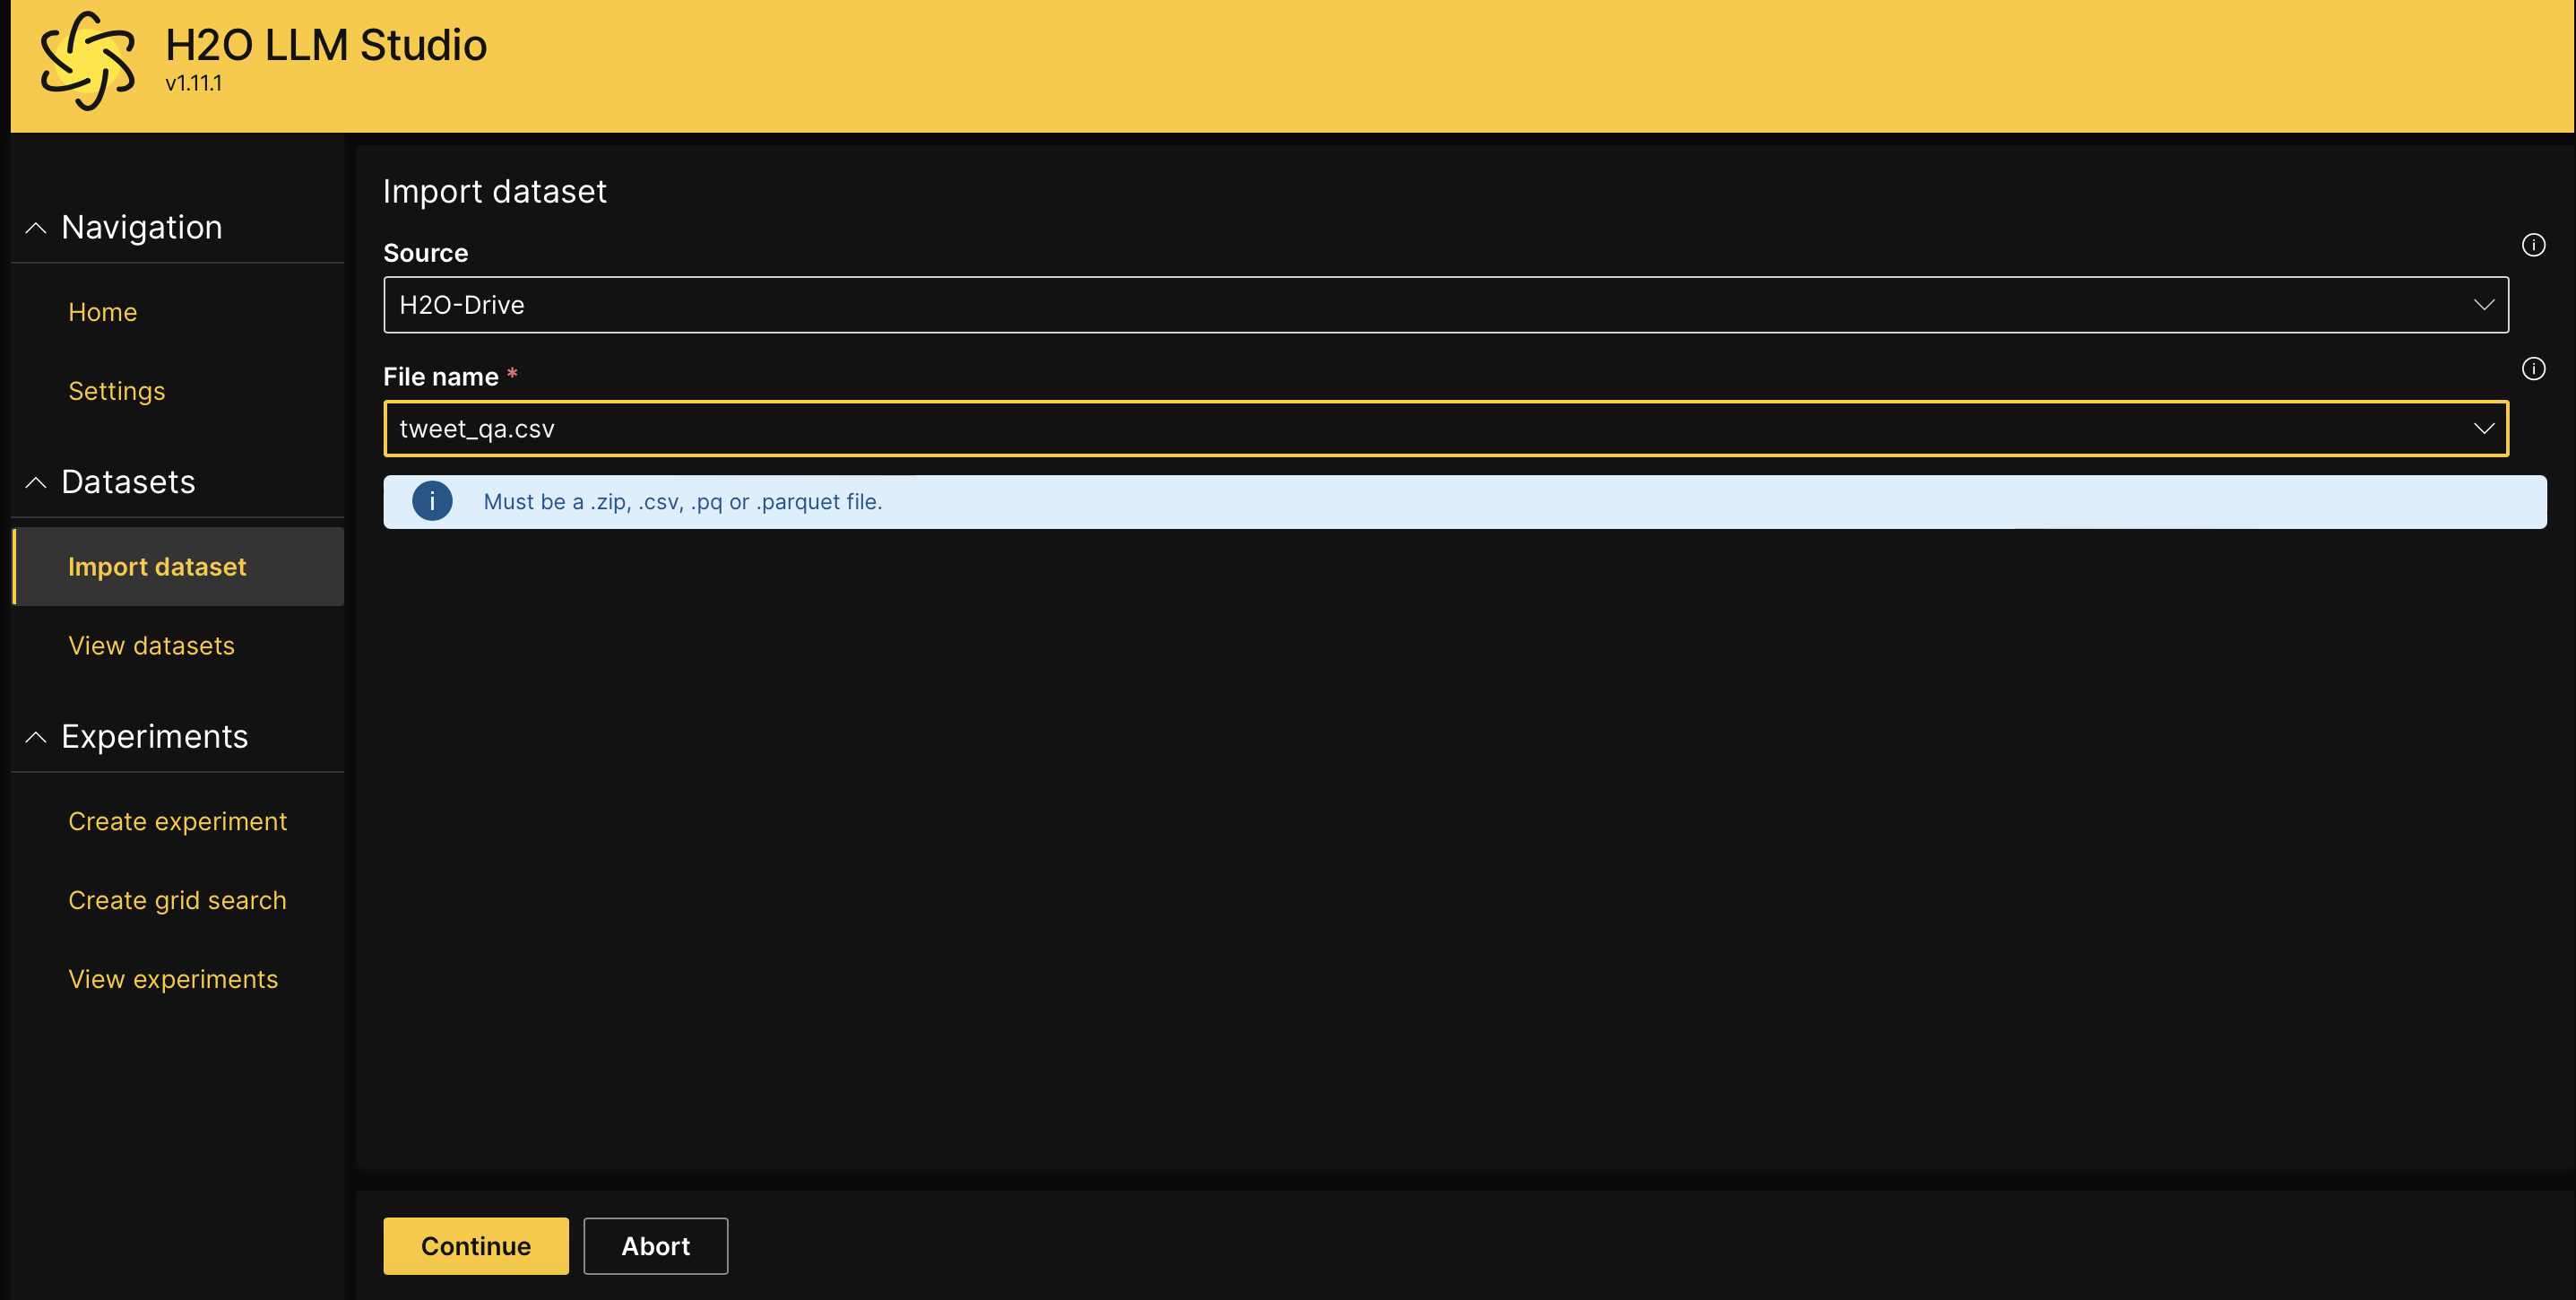 H2O LLM Studio
v1.11.1
Navigation
Home
Settings
Datasets
Import dataset
View datasets
Experiments
Create experiment
Create grid search
View experiments
Import dataset
Source
H2O-Drive
File name *
tweet_qa.csv
Must be a .zip, .csv, .pq or .parquet file.
Continue
Abort